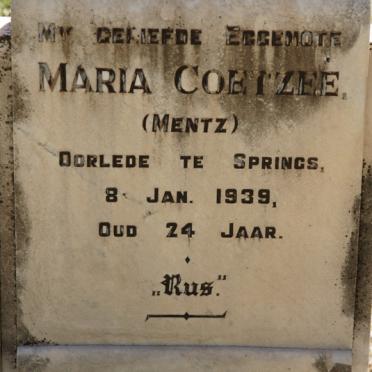 MY GELIEFDE EGGENOTE
MARIA COETZEE,
(MENTZ)
OORLEDE TE SPRINGS,
8 JAN. 1939,
OUD 24 JAAR.
„Rus."